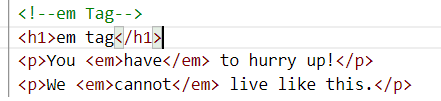 <!--em Tag-->
<h1>em tag</h1>
<p>You <em>have</em> to hurry up!</p>
<p>We <em>cannot</em> live like this.</p>